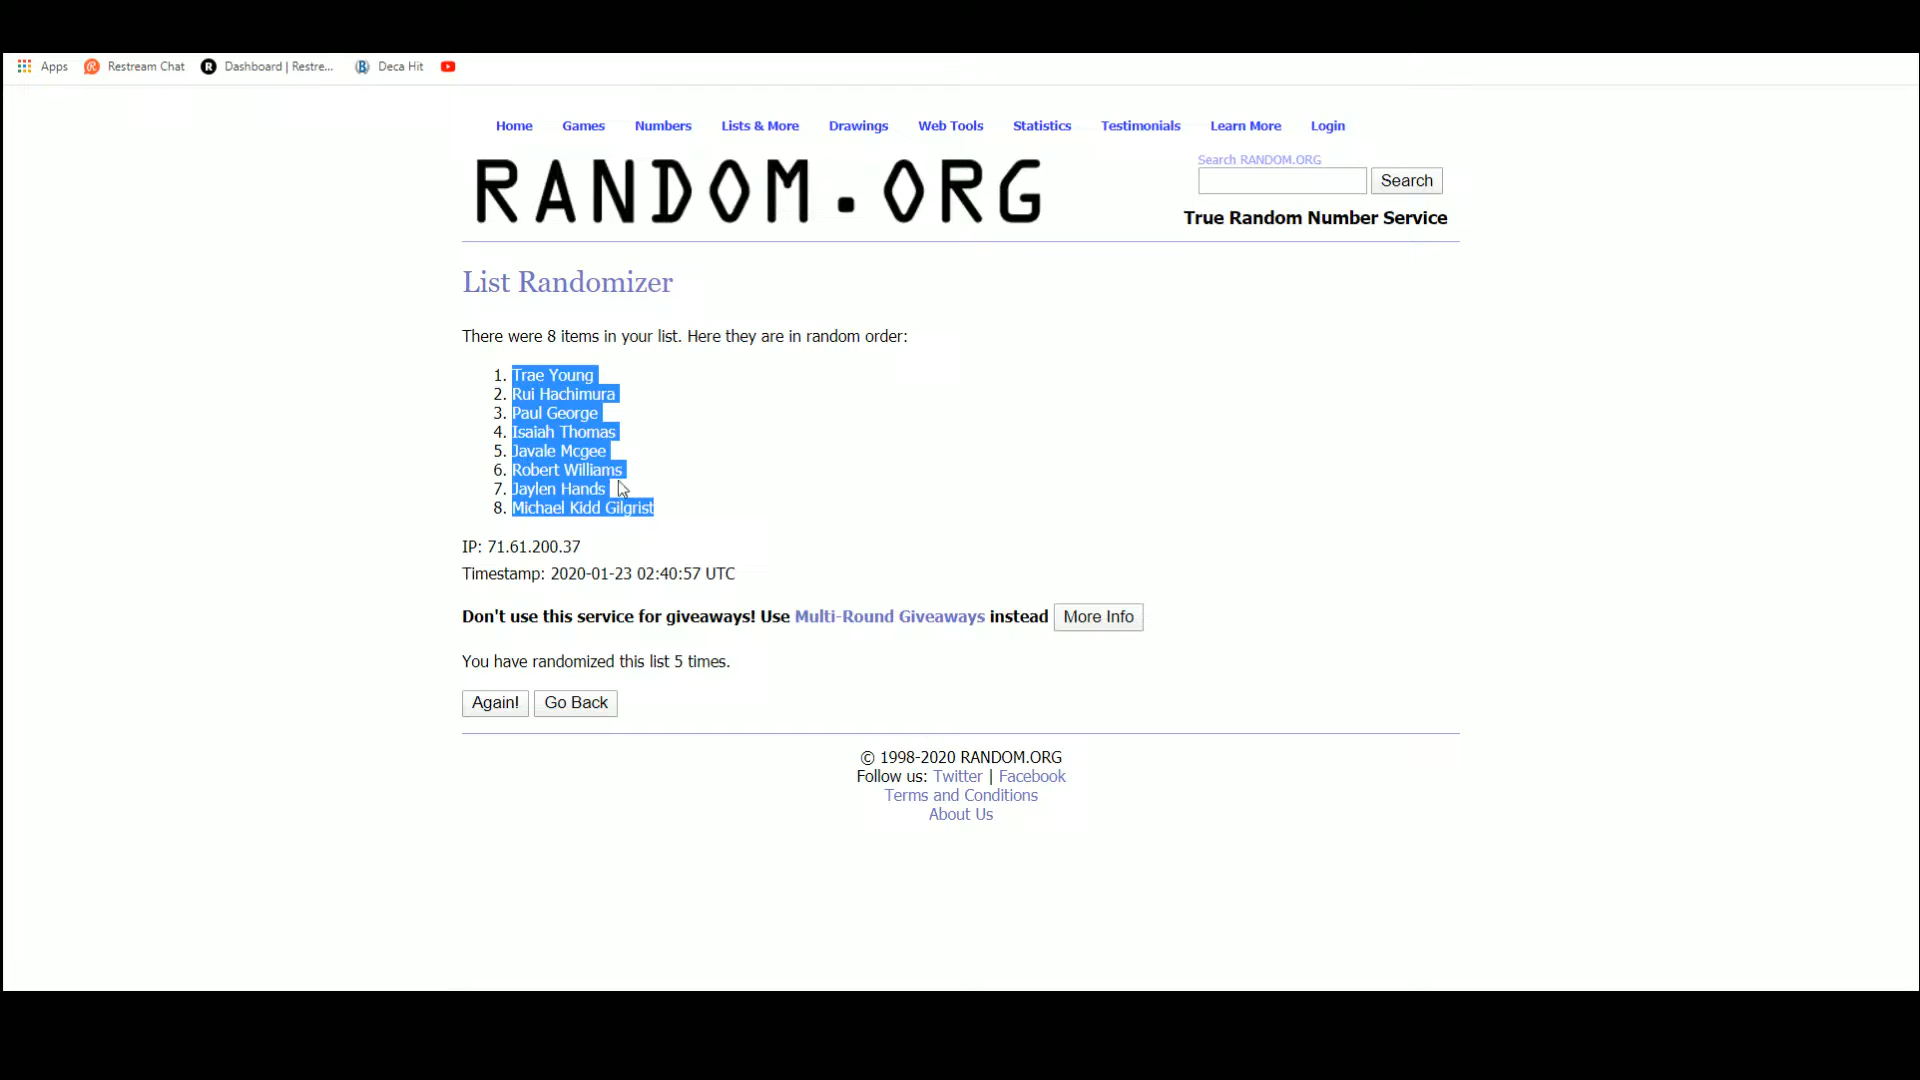 Apps Restream Chat Dashboard | Restre... Deca Hit
Home Games Numbers Lists & More Drawings Web Tools Statistics Testimonials Learn More Login
RANDOM.ORG
Search RANDOM.ORG
Search
True Random Number Service
List Randomizer
There were 8 items in your list. Here they are in random order:
1. Trae Young
2. Rui Hachimura
3. Paul George
4. Isaiah Thomas
5. Javale Mcgee
6. Robert Williams
7. Jaylen Hands
8. Michael Kidd Gilgrist
IP: 71.61.200.37
Timestamp: 2020-01-23 02:40:57 UTC
Don't use this service for giveaways! Use Multi-Round Giveaways instead More Info
You have randomized this list 5 times.
Again! Go Back
© 1998-2020 RANDOM.ORG
Follow us: Twitter | Facebook
Terms and Conditions
About Us